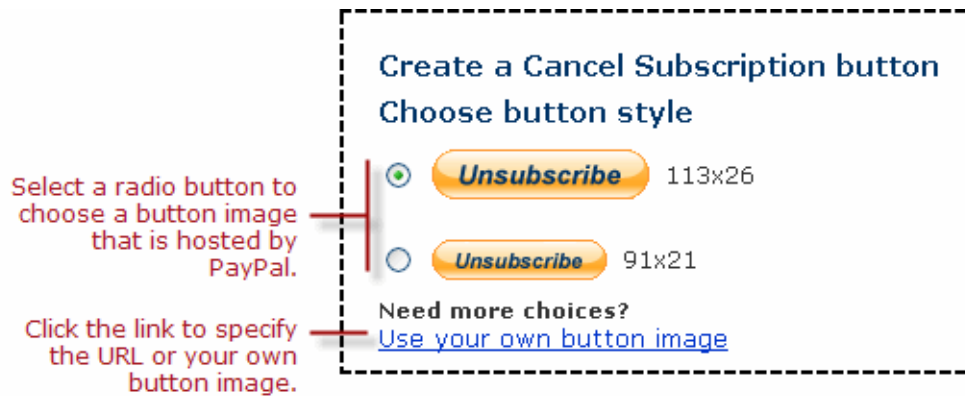 Create a Cancel Subscription button
Choose button style
Unsubscribe 113x26
Select a radio button to
choose a button image
that is hosted by
PayPal.
Unsubscribe 91x21
Need more choices?
Use your own button image
Click the link to specify
the URL or your own
button image.